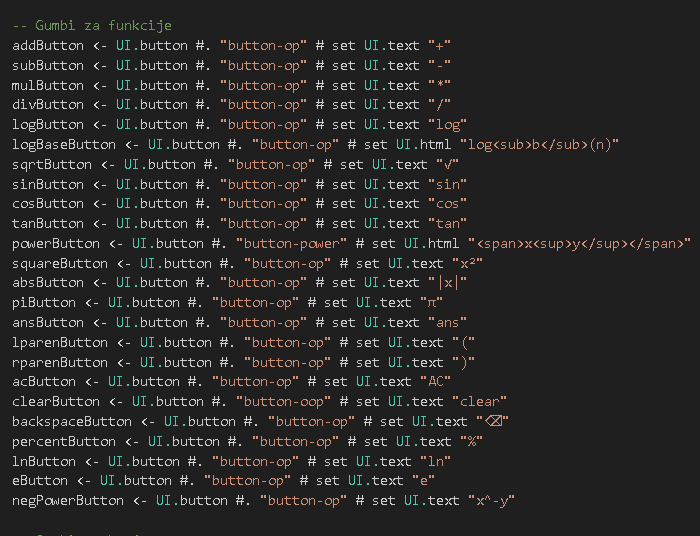 -- Gumbi za funkcije
addButton <- UI.button #. "button-op" # set UI.text "+"
subButton <- UI.button #. "button-op" # set UI.text "-"
mulButton <- UI.button #. "button-op" # set UI.text "*"
divButton <- UI.button #. "button-op" # set UI.text "/"
logButton <- UI.button #. "button-op" # set UI.text "log"
logBaseButton <- UI.button #. "button-op" # set UI.html "log<sub>b</sub>(n)"
sqrtButton <- UI.button #. "button-op" # set UI.text "√"
sinButton <- UI.button #. "button-op" # set UI.text "sin"
cosButton <- UI.button #. "button-op" # set UI.text "cos"
tanButton <- UI.button #. "button-op" # set UI.text "tan"
powerButton <- UI.button #. "button-power" # set UI.html "<span>x<sup>y</sup></span>"
squareButton <- UI.button #. "button-op" # set UI.text "x²"
absButton <- UI.button #. "button-op" # set UI.text "|x|"
piButton <- UI.button #. "button-op" # set UI.text "π"
ansButton <- UI.button #. "button-op" # set UI.text "ans"
lparenButton <- UI.button #. "button-op" # set UI.text "("
rparenButton <- UI.button #. "button-op" # set UI.text ")"
acButton <- UI.button #. "button-op" # set UI.text "AC"
clearButton <- UI.button #. "button-oop" # set UI.text "clear"
backspaceButton <- UI.button #. "button-op" # set UI.text "⌫"
percentButton <- UI.button #. "button-op" # set UI.text "%"
lnButton <- UI.button #. "button-op" # set UI.text "ln"
eButton <- UI.button #. "button-op" # set UI.text "e"
negPowerButton <- UI.button #. "button-op" # set UI.text "x^-y"